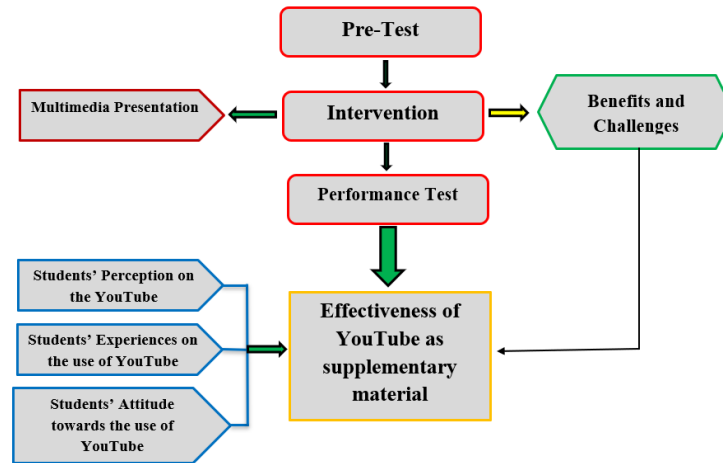 Pre-Test
Multimedia Presentation
Intervention
Benefits and
Challenges
Performance Test
Students’ Perception on
the YouTube
Students’ Experiences on
the use of YouTube
Students’ Attitude
towards the use of
YouTube
Effectiveness of
YouTube as
supplementary
material